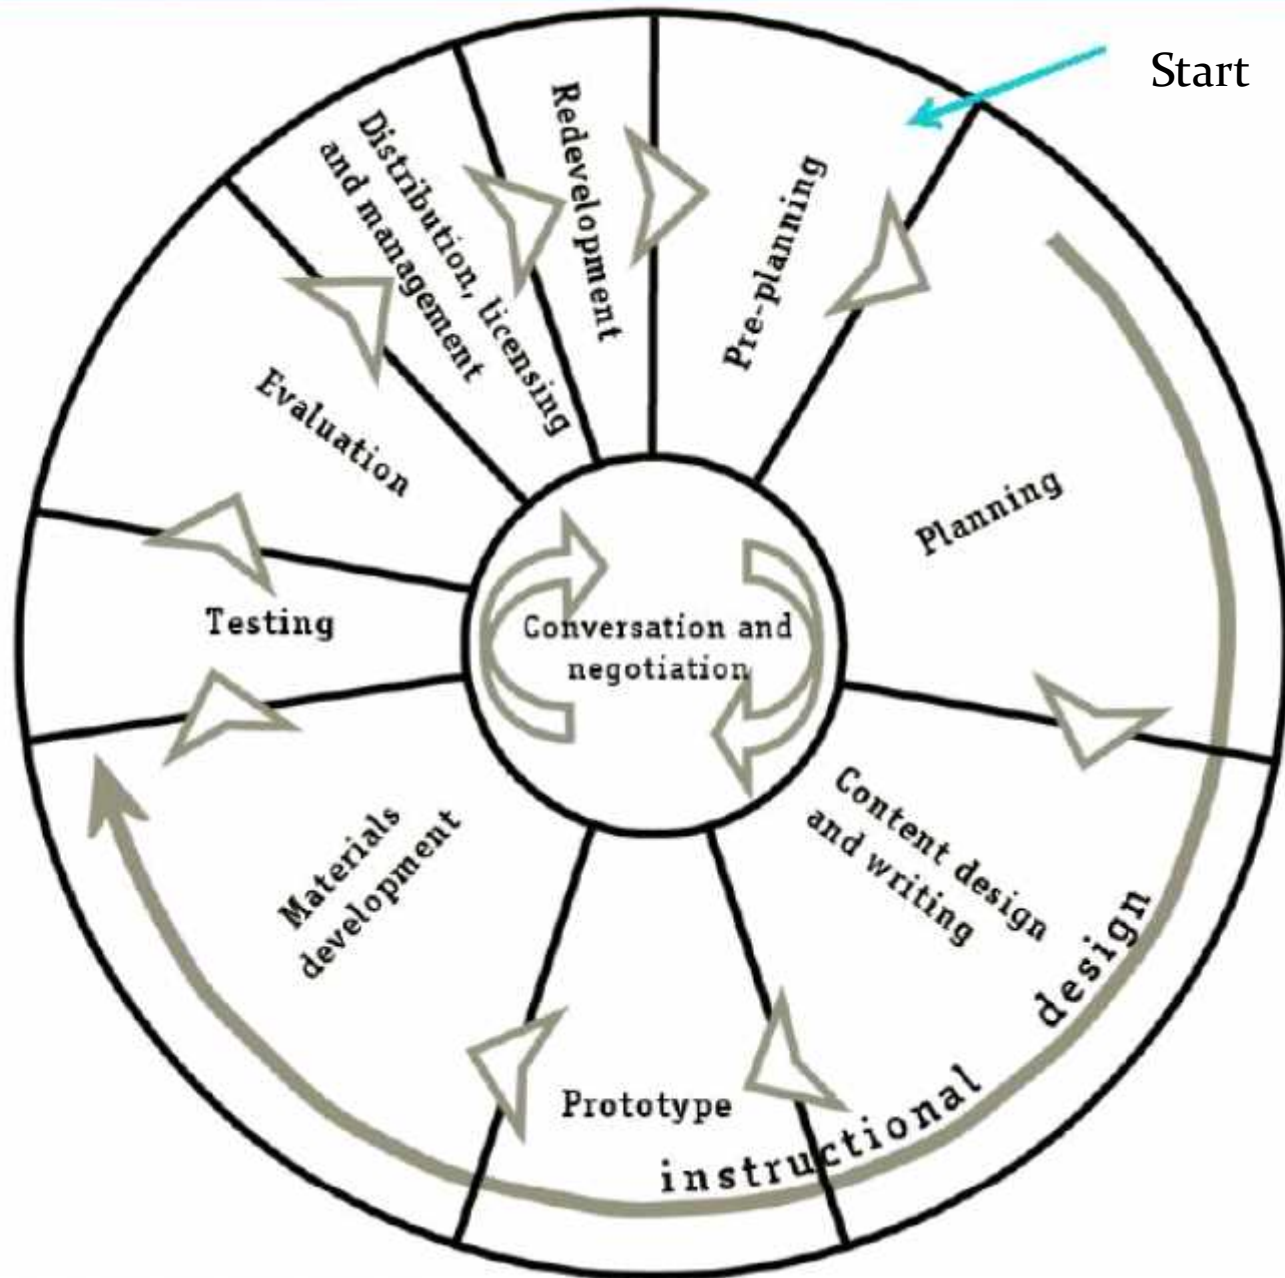 Start
Pre-planning
Planning
Content design
and writing
instructional design
Prototype
Materials
development
Testing
Evaluation
Distribution, licensing
and management
Redevelopment
Conversation and
negotiation